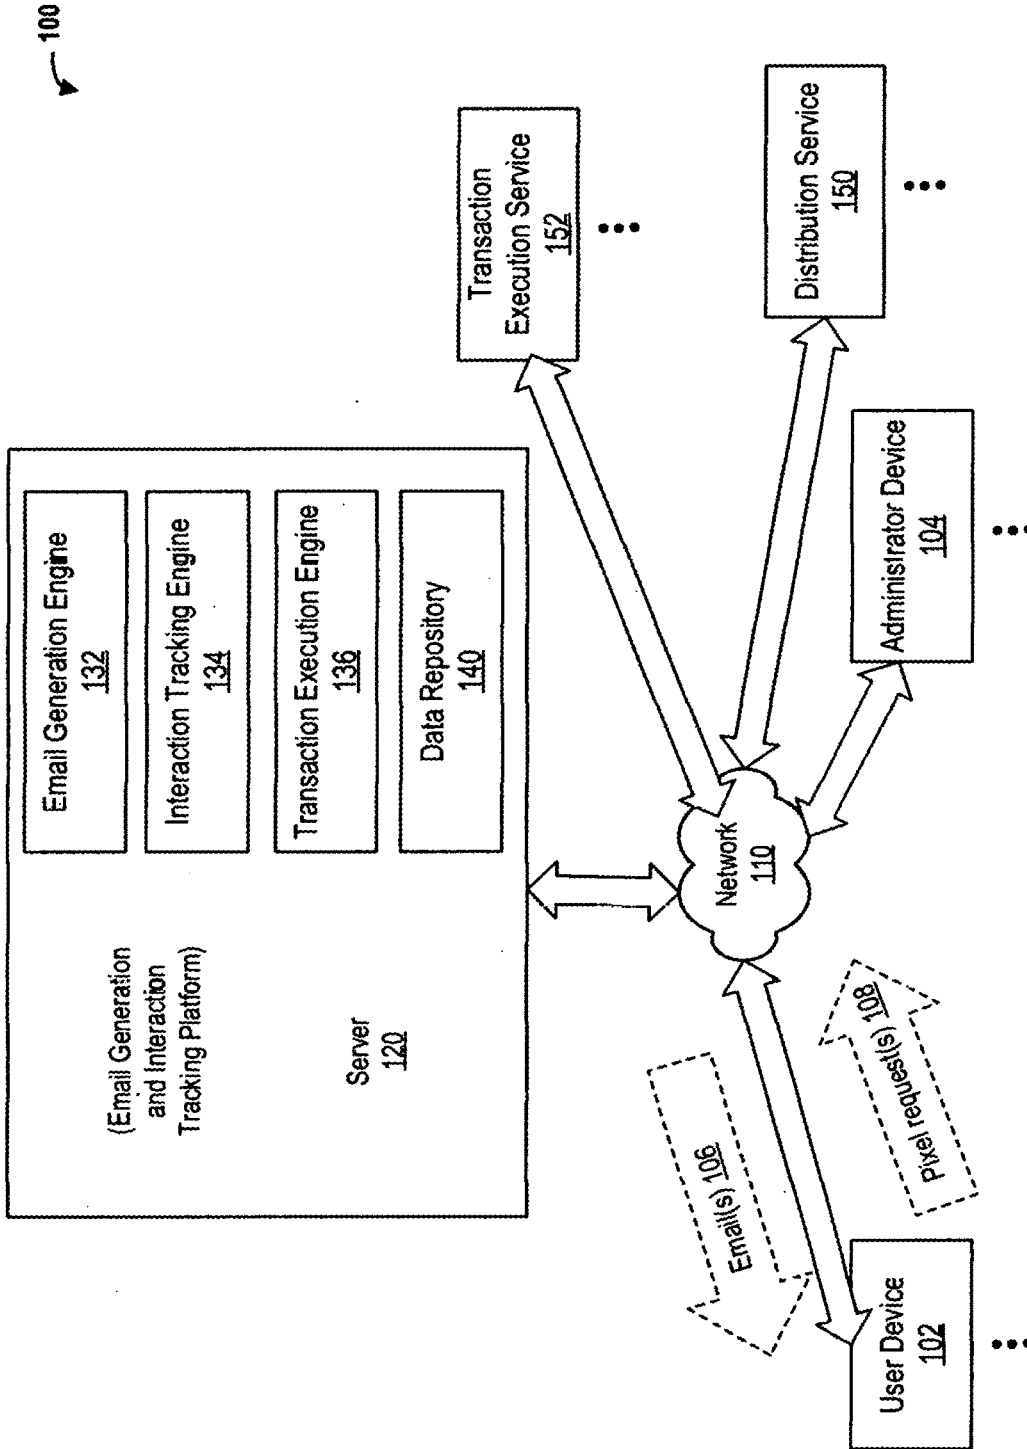 100
(Email Generation
and Interaction
Tracking Platform)
Server
120
Email Generation Engine
132
Interaction Tracking Engine
134
Transaction Execution Engine
136
Data Repository
140
Transaction
Execution Service
152
Distribution Service
150
Administrator Device
104
Network
110
Email(s) 106
Pixel request(s) 108
User Device
102